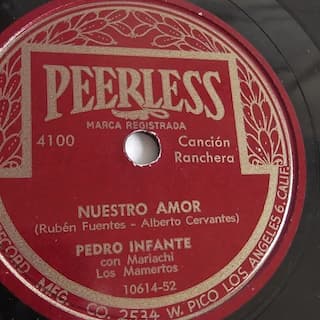 PEERLESS
MARCA REGISTRADA
4100
Canción
Ranchera
NUESTRO AMOR
(Rubén Fuentes - Alberto Cervantes)
PEDRO INFANTE
con Mariachi
Los Mamertos
10614-52
RECORD MFG. CO. 2534 W. PICO LOS ANGELES 6, CALIF.